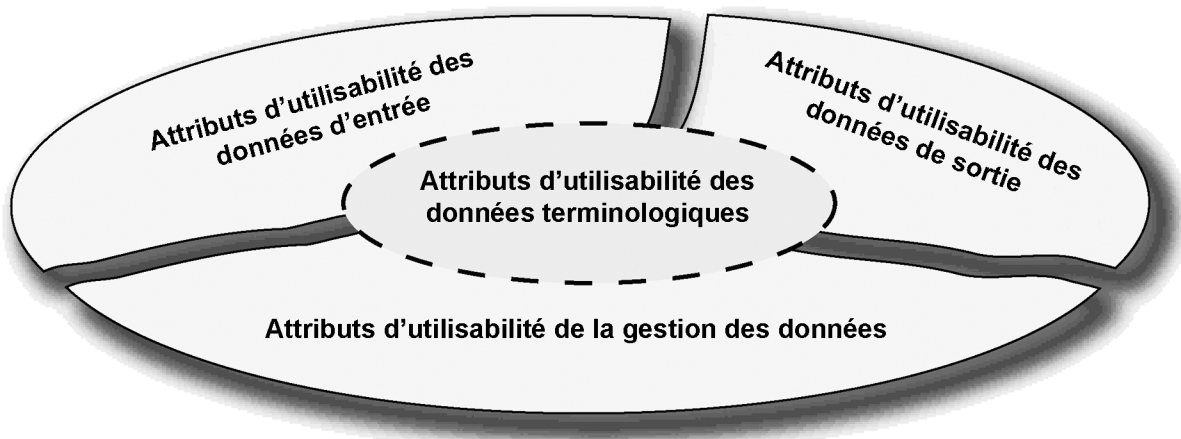 Attributs d’utilisabilité des
données d’entrée
Attributs d’utilisabilité des
données de sortie
Attributs d’utilisabilité des
données terminologiques
Attributs d’utilisabilité de la gestion des données